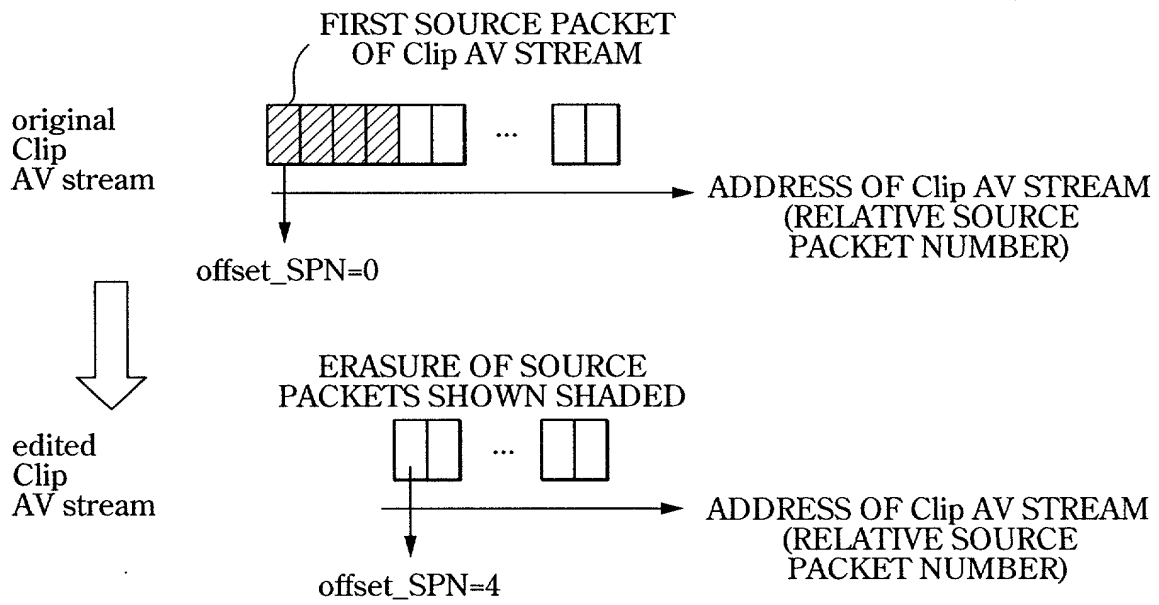 FIRST SOURCE PACKET
OF Clip AV STREAM
original
Clip
AV stream
...
ADDRESS OF Clip AV STREAM
(RELATIVE SOURCE
PACKET NUMBER)
offset_SPN=0
ERASURE OF SOURCE
PACKETS SHOWN SHADED
edited
Clip
AV stream
...
ADDRESS OF Clip AV STREAM
(RELATIVE SOURCE
PACKET NUMBER)
offset_SPN=4